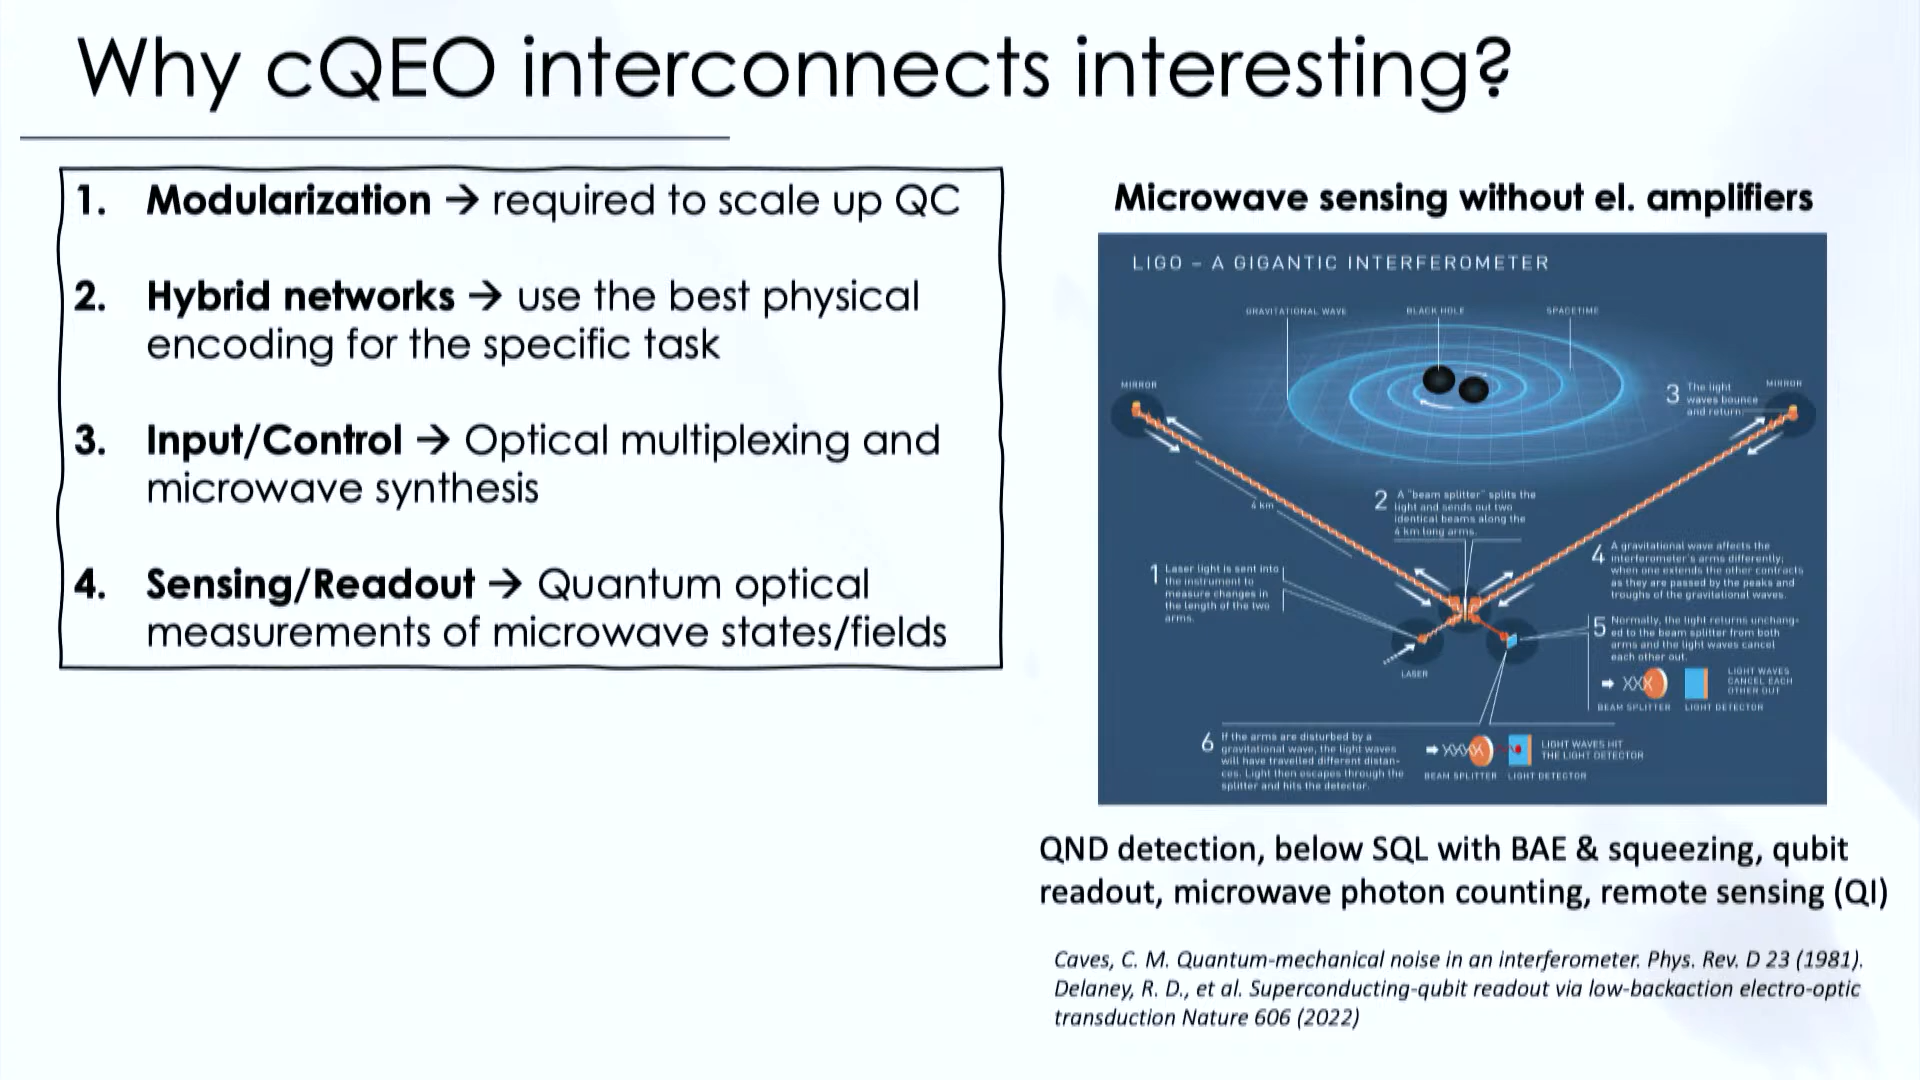 Why cQEO interconnects interesting?
1. Modularization → required to scale up QC
2. Hybrid networks → use the best physical
encoding for the specific task
3. Input/Control → Optical multiplexing and
microwave synthesis
4. Sensing/Readout → Quantum optical
measurements of microwave states/fields
Microwave sensing without el. amplifiers
LIGO – A GIGANTIC INTERFEROMETER
GRAVITATIONAL WAVE
BLACK HOLE
SPACETIME
MIRROR
3 The light
waves bounce
and return.
MIRROR
4 km
2 A "beam splitter" splits the
light and sends out two
identical beams along the
4 km long arms.
1 Laser light is sent into
the instrument to
measure changes in
the length of the two
arms.
4 A gravitational wave affects the
interferometer's arms differently;
when one extends the other contracts
as they are passed by the peaks and
troughs of the gravitational waves.
5 Normally, the light returns unchang-
ed to the beam splitter from both
arms and the light waves cancel
each other out.
LASER
LIGHT WAVES
CANCEL EACH
OTHER OUT
BEAM SPLITTER
LIGHT DETECTOR
6 If the arms are disturbed by a
gravitational wave, the light waves
will have travelled different distan-
ces. Light then escapes through the
splitter and hits the detector.
LIGHT WAVES HIT
THE LIGHT DETECTOR
BEAM SPLITTER
LIGHT DETECTOR
QND detection, below SQL with BAE & squeezing, qubit
readout, microwave photon counting, remote sensing (QI)
Caves, C. M. Quantum-mechanical noise in an interferometer. Phys. Rev. D 23 (1981).
Delaney, R. D., et al. Superconducting-qubit readout via low-backaction electro-optic
transduction Nature 606 (2022)